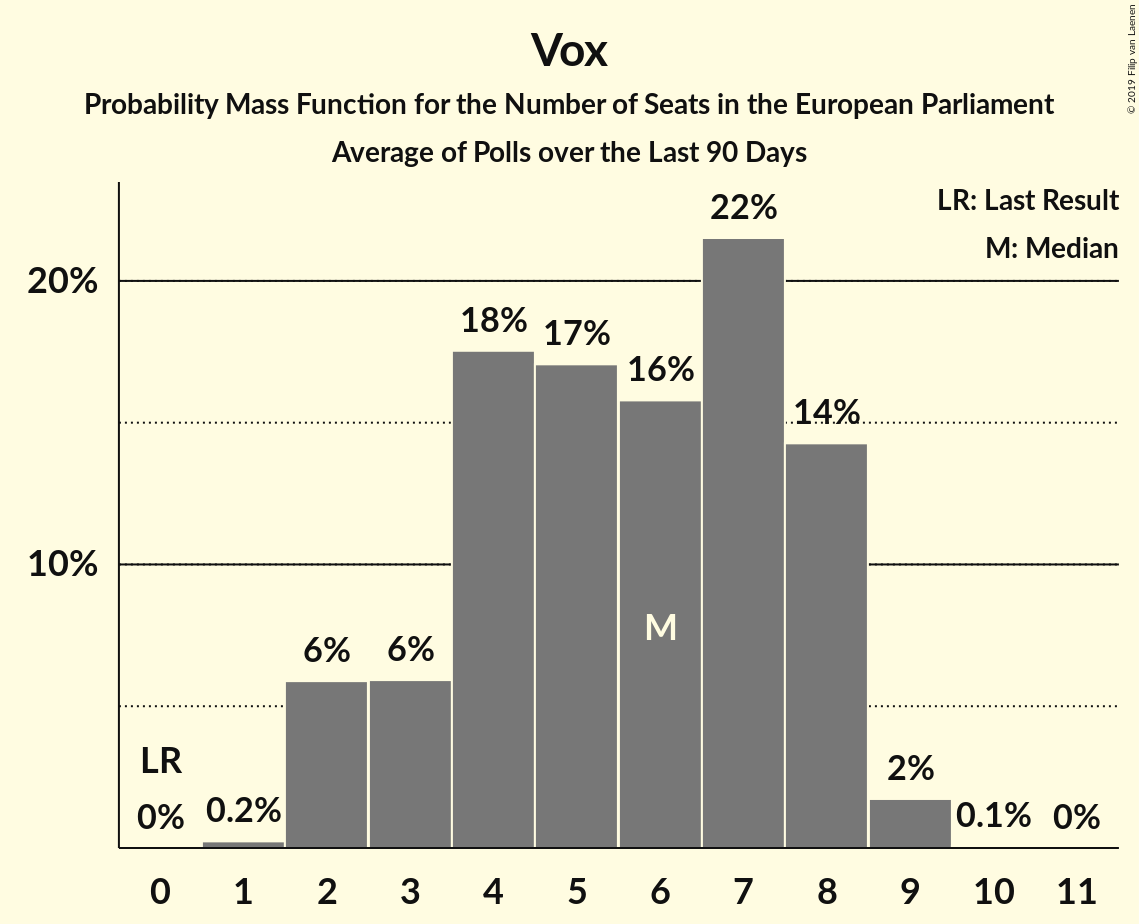 Vox
Probability Mass Function for the Number of Seats in the European Parliament
Average of Polls over the Last 90 Days
© 2019 Filip van Laenen
LR: Last Result
M: Median
22%
20%
18%
17%
16%
14%
10%
M
6%
6%
LR
2%
0%
0.2%
0.1%
0%
0 1 2 3 4 5 6 7 8 9 10 11